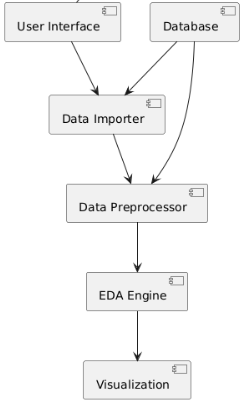 User Interface
Database
Data Importer
Data Preprocessor
EDA Engine
Visualization